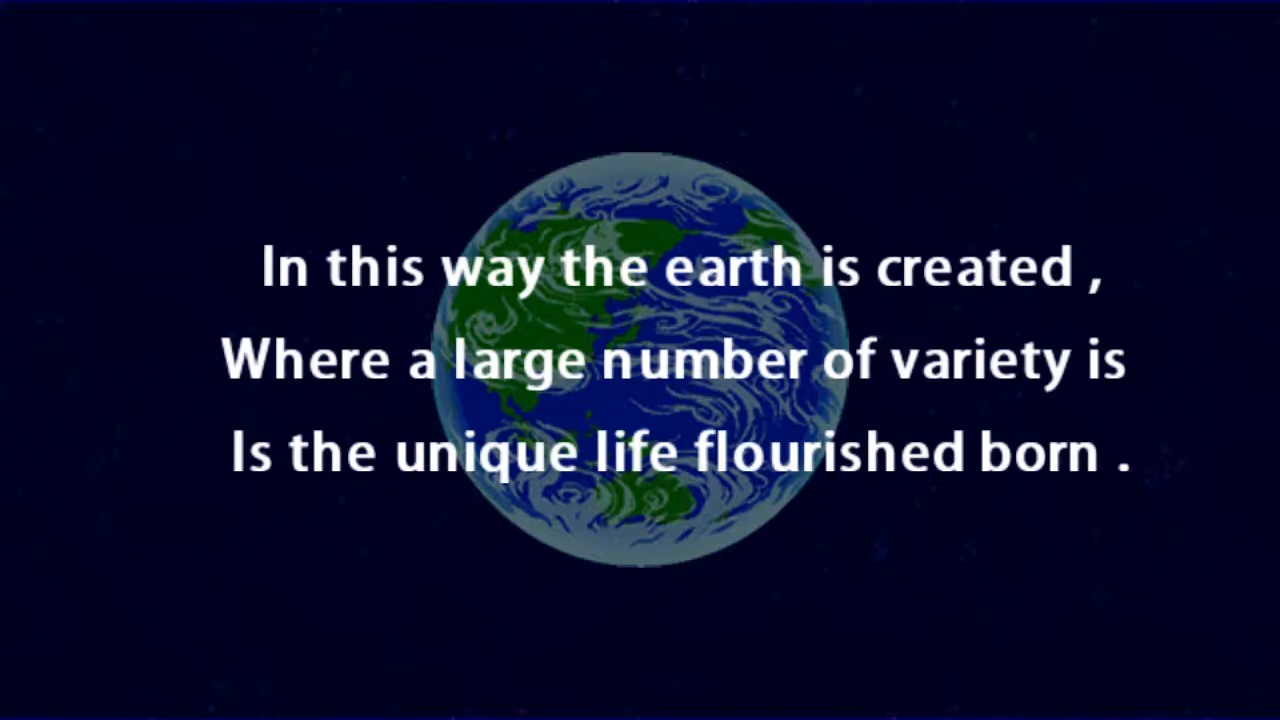 In this way the earth is created ,
Where a large number of variety is
Is the unique life flourished born .